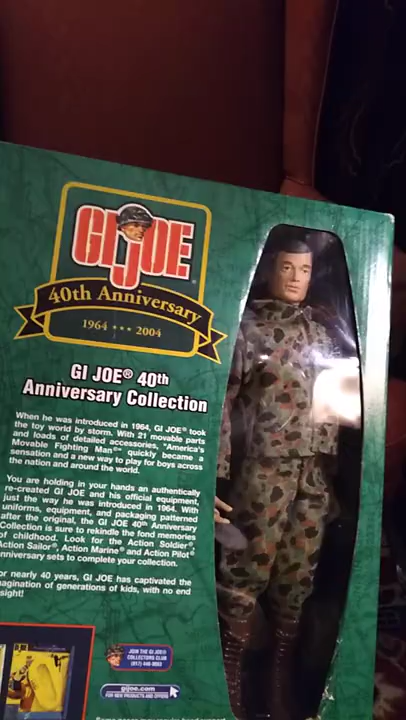 GI JOE
40th Anniversary
1964 ••• 2004
GI JOE® 40th
Anniversary Collection
When he was introduced in 1964, GI JOE® took
the toy world by storm. With 21 movable parts
and loads of detailed accessories, "America's
Movable Fighting Man™" quickly became a
sensation and a new way to play for boys across
the nation and around the world.
You are holding in your hands an authentically
re-created GI JOE and his official equipment,
just the way he was introduced in 1964. With
uniforms, equipment, and packaging patterned
after the original, the GI JOE 40th Anniversary
Collection is sure to rekindle the fond memories
of childhood. Look for the Action Soldier®,
Action Sailor®, Action Marine® and Action Pilot®
anniversary sets to complete your collection.
For nearly 40 years, GI JOE has captivated the
imagination of generations of kids, with no end
sight!
JOIN THE GI JOE®
COLLECTORS CLUB
gijoe.com
FOR NEW PRODUCTS AND OFFERS